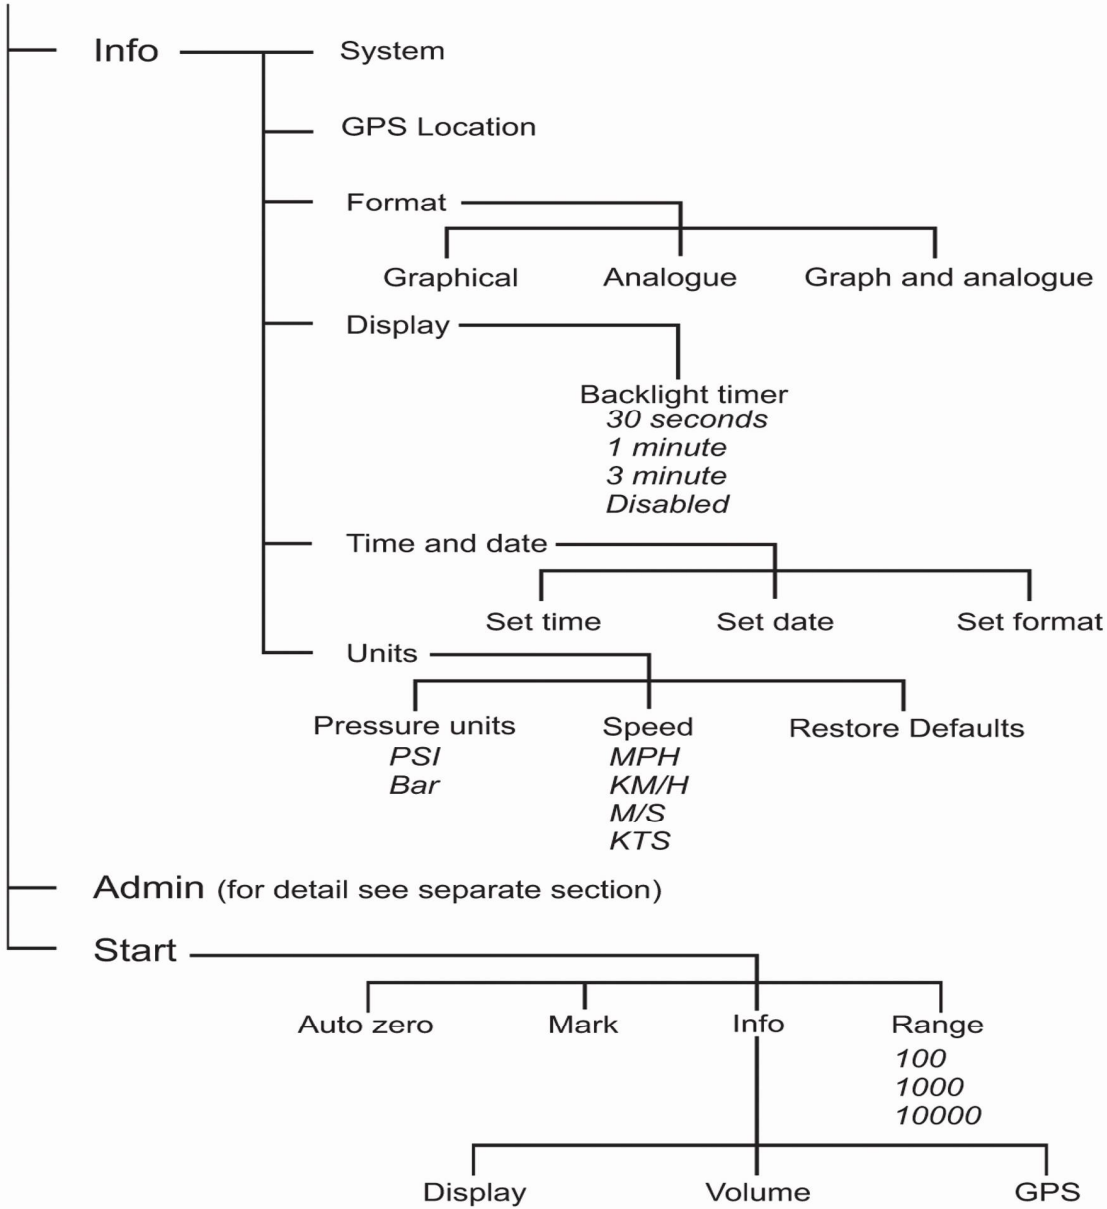 Info
System
GPS Location
Format
Graphical
Analogue
Graph and analogue
Display
Backlight timer
30 seconds
1 minute
3 minute
Disabled
Time and date
Set time
Set date
Set format
Units
Pressure units
PSI
Bar
Speed
MPH
KM/H
M/S
KTS
Restore Defaults
Admin (for detail see separate section)
Start
Auto zero
Mark
Info
Range
100
1000
10000
Display
Volume
GPS